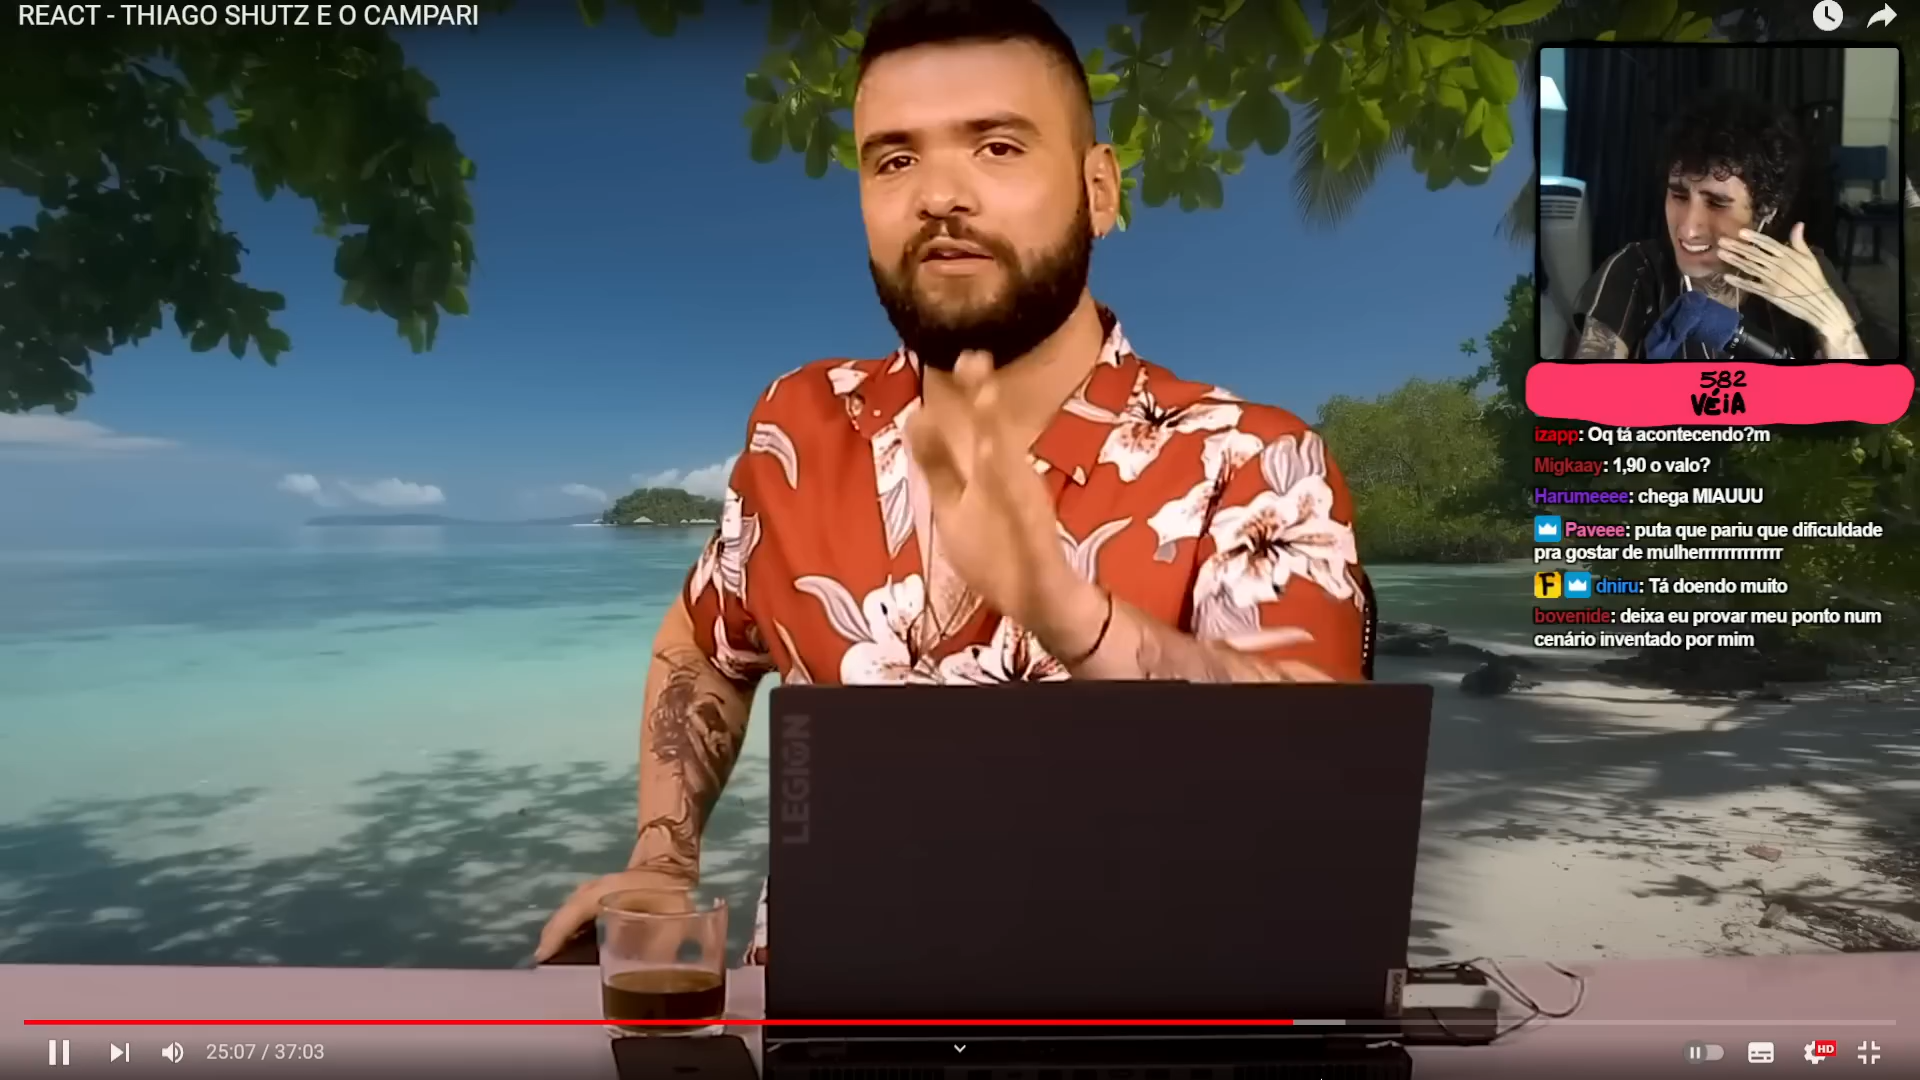 REACT - THIAGO SHUTZ E O CAMPARI
582
VÉIA
izapp: Oq tá acontecendo?m
Migkaay: 1,90 o valo?
Harumeeee: chega MIAUUU
Paveee: puta que pariu que dificuldade
pra gostar de mulherrrrrrrrrrrrr
F dniru: Tá doendo muito
bovenide: deixa eu provar meu ponto num
cenário inventado por mim
LEGION
25:07 / 37:03
HD